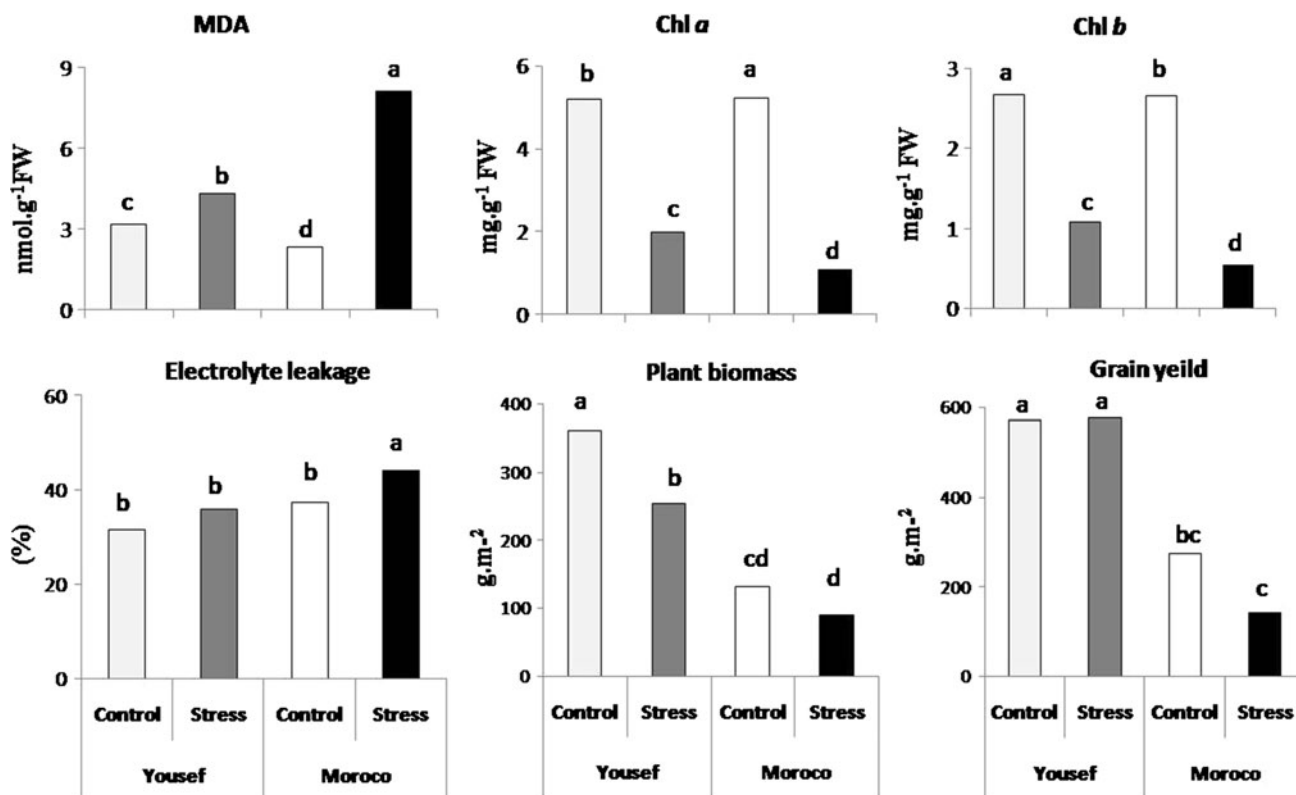 MDA
9
6
3
0
nmol.g-1FW
c
b
d
a
Chl a
6
4
2
0
mg.g-1 FW
b
c
a
d
Chl b
3
2
1
0
mg.g-1 FW
a
c
b
d
Electrolyte leakage
60
40
20
0
(%)
b
b
b
a
Control Stress Control Stress
Yousef Moroco
Plant biomass
400
300
200
100
0
g.m-2
a
b
cd
d
Control Stress Control Stress
Yousef Moroco
Grain yeild
600
400
200
0
g.m-2
a
a
bc
c
Control Stress Control Stress
Yousef Moroco